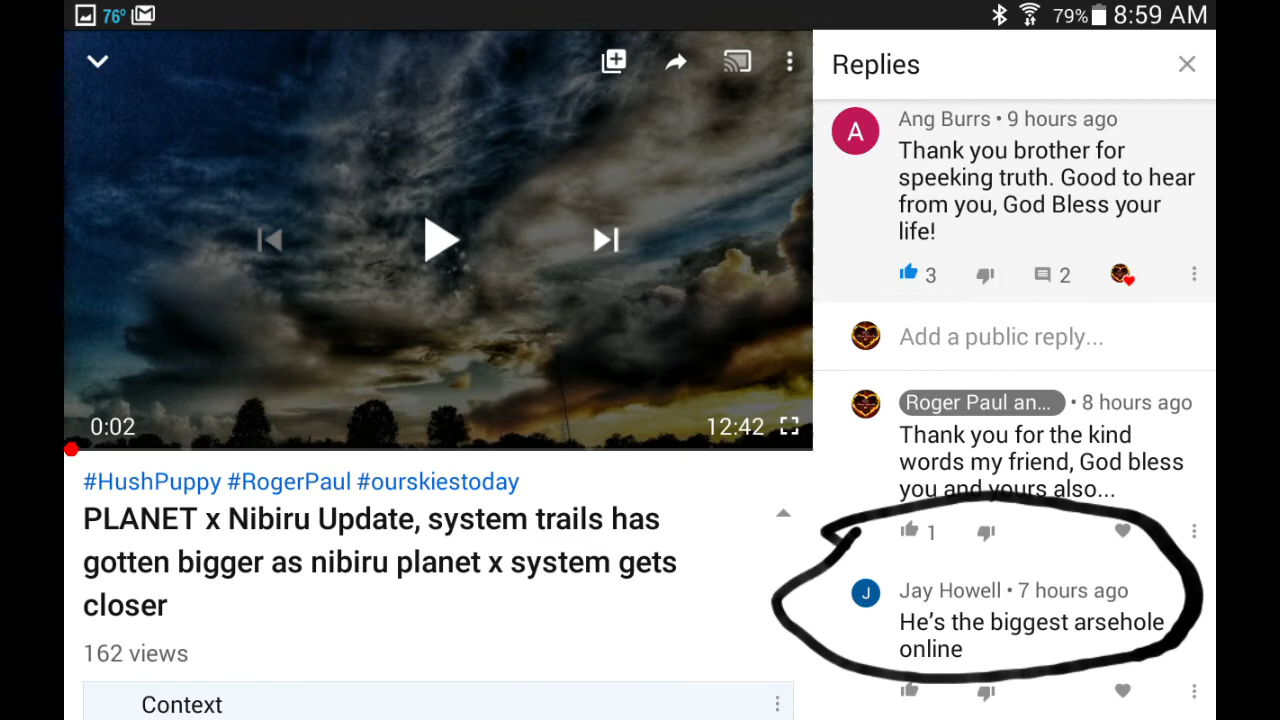 76°
79%
8:59 AM
0:02
12:42
#HushPuppy #RogerPaul #ourskiestoday
PLANET x Nibiru Update, system trails has
gotten bigger as nibiru planet x system gets
closer
162 views
Context
Replies
A
Ang Burrs • 9 hours ago
Thank you brother for
speeking truth. Good to hear
from you, God Bless your
life!
3
2
Add a public reply...
Roger Paul an... • 8 hours ago
Thank you for the kind
words my friend, God bless
you and yours also...
1
J
Jay Howell • 7 hours ago
He's the biggest arsehole
online